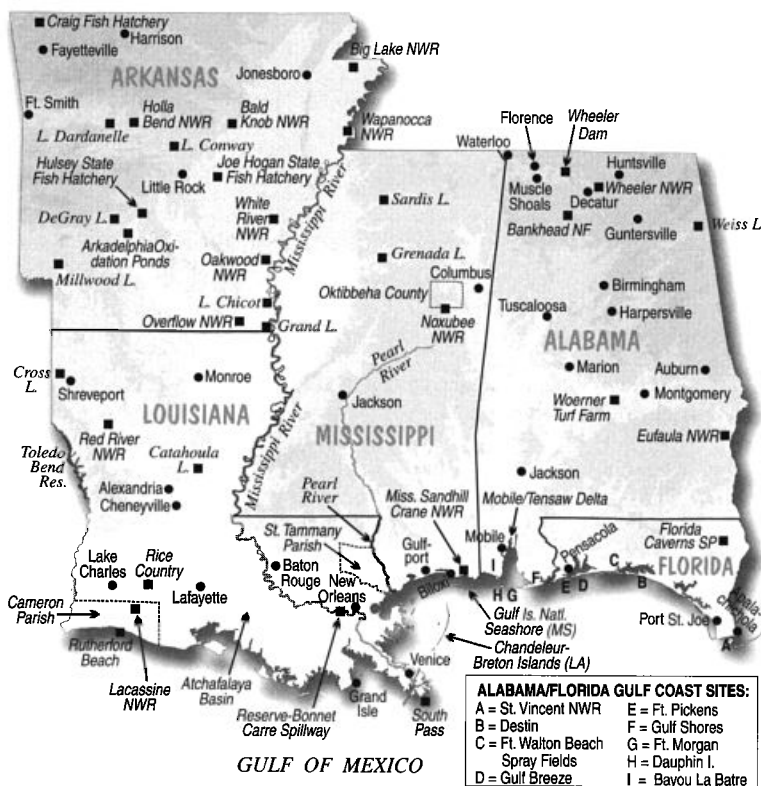 Craig Fish Hatchery
Harrison
Fayetteville
ARKANSAS
Big Lake NWR
Jonesboro
Ft. Smith
Holla
Bend NWR
Bald
Knob NWR
Wapanocca
NWR
L. Dardanelle
L. Conway
Hulsey State
Fish Hatchery
Joe Hogan State
Fish Hatchery
Little Rock
DeGray L.
White
River
NWR
Arkadelphia Oxi-
dation Ponds
Oakwood NWR
Millwood L.
L. Chicot
Overflow NWR
Grand L.
Mississippi River
Waterloo
Florence
Wheeler
Dam
Huntsville
Muscle
Shoals
Wheeler NWR
Decatur
Bankhead NF
Guntersville
Weiss L
Sardis L.
Grenada L.
Columbus
Oktibbeha County
Noxubee
NWR
Birmingham
Tuscaloosa
Harpersville
ALABAMA
Pearl
River
Marion
Auburn
Woerner
Turf Farm
Montgomery
Eufaula NWR
Cross
L.
Shreveport
Monroe
Jackson
LOUISIANA
MISSISSIPPI
Red River
NWR
Catahoula
L.
Mississippi River
Toledo
Bend
Res.
Alexandria
Cheneyville
Pearl
River
Miss. Sandhill
Crane NWR
Jackson
Mobile/Tensaw Delta
St. Tammany
Parish
Gulf-
port
Mobile
Pensacola
Florida
Caverns SP
FLORIDA
Lake
Charles
Rice
Country
Baton
Rouge
New
Orleans
Biloxi
I
H G
F
E D
C
B
Lafayette
Cameron
Parish
Gulf Is. Natl.
Seashore (MS)
Port St. Joe
Apala-
chicola
A
Rutherford
Beach
Chandeleur-
Breton Islands (LA)
Lacassine
NWR
Atchafalaya
Basin
Venice
Grand
Isle
Reserve-Bonnet
Carre Spillway
South
Pass
GULF OF MEXICO
ALABAMA/FLORIDA GULF COAST SITES:
A = St. Vincent NWR
B = Destin
C = Ft. Walton Beach
Spray Fields
D = Gulf Breeze
E = Ft. Pickens
F = Gulf Shores
G = Ft. Morgan
H = Dauphin I.
I = Bayou La Batre